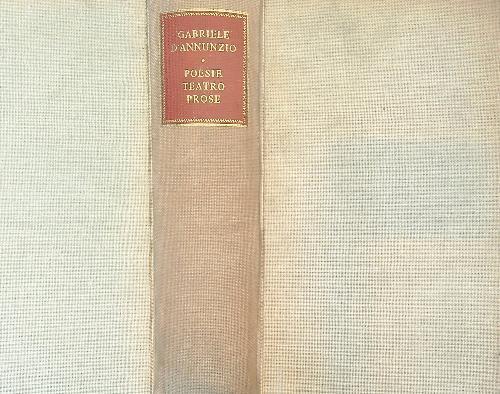 GABRIELE
D'ANNUNZIO
•
POESIE
TEATRO
PROSE